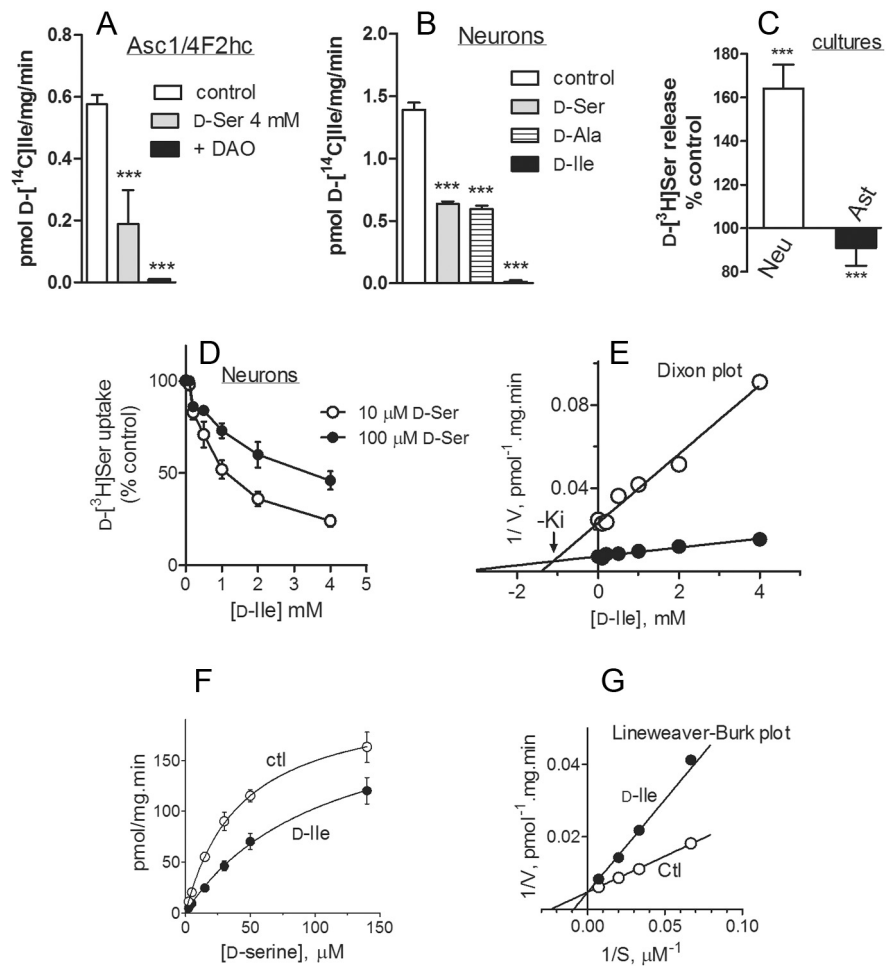 A
Asc1/4F2hc
pmol D-[¹⁴C]Ile/mg/min
0.8
0.6
0.4
0.2
0.0
control
D-Ser 4 mM
+ DAO
***
***
B
Neurons
pmol D-[¹⁴C]Ile/mg/min
2.0
1.5
1.0
0.5
0.0
control
D-Ser
D-Ala
D-Ile
*** ***
***
C
cultures
D-[³H]Ser release
% control
180
160
140
120
100
80
***
Neu
Ast
***
D
Neurons
D-[³H]Ser uptake
(% control)
100
50
0
0 1 2 3 4 5
[D-Ile] mM
10 μM D-Ser
100 μM D-Ser
E
Dixon plot
1/ V, pmol⁻¹.mg.min
0.08
0.04
-Ki
-2 0 2 4
[D-Ile], mM
F
pmol/mg.min
150
100
50
0
ctl
D-Ile
0 50 100 150
[D-serine], μM
G
Lineweaver-Burk plot
1/V, pmol⁻¹.mg.min
0.04
0.02
D-Ile
Ctl
0.00 0.05 0.10
1/S, μM⁻¹